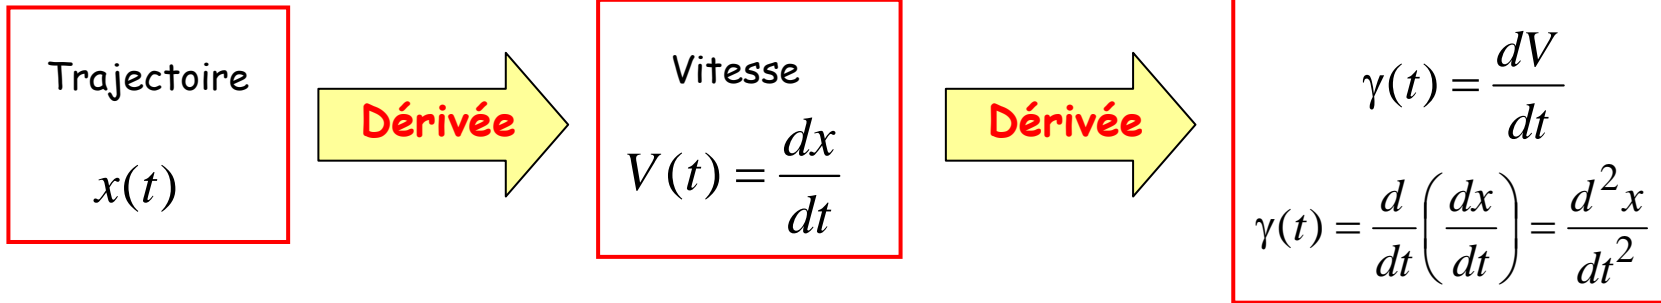 Trajectoire
x(t)
Dérivée
Vitesse
V(t) = dx/dt
Dérivée
γ(t) = dV/dt
γ(t) = d/dt (dx/dt) = d²x/dt²